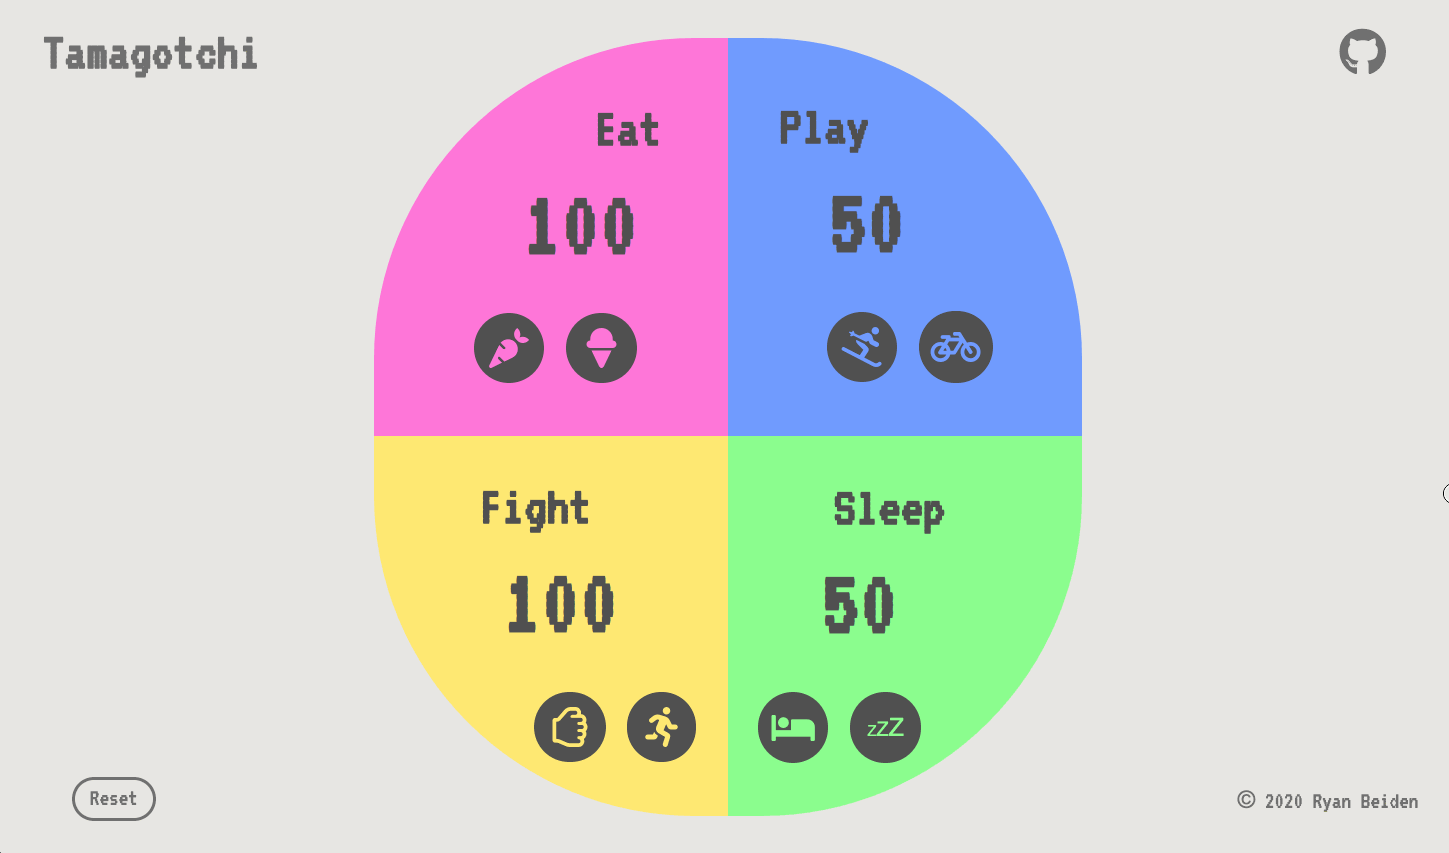 Tamagotchi
Eat
Play
100
50
Fight
Sleep
100
50
zzZ
Reset
© 2020 Ryan Beiden